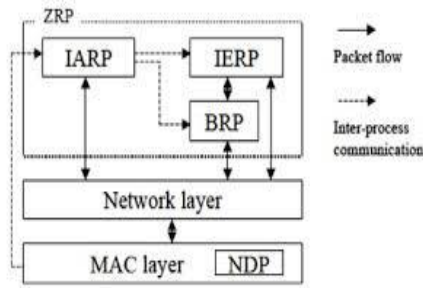 ZRP
IARP
IERP
BRP
Network layer
MAC layer
NDP
Packet flow
Inter-process
communication